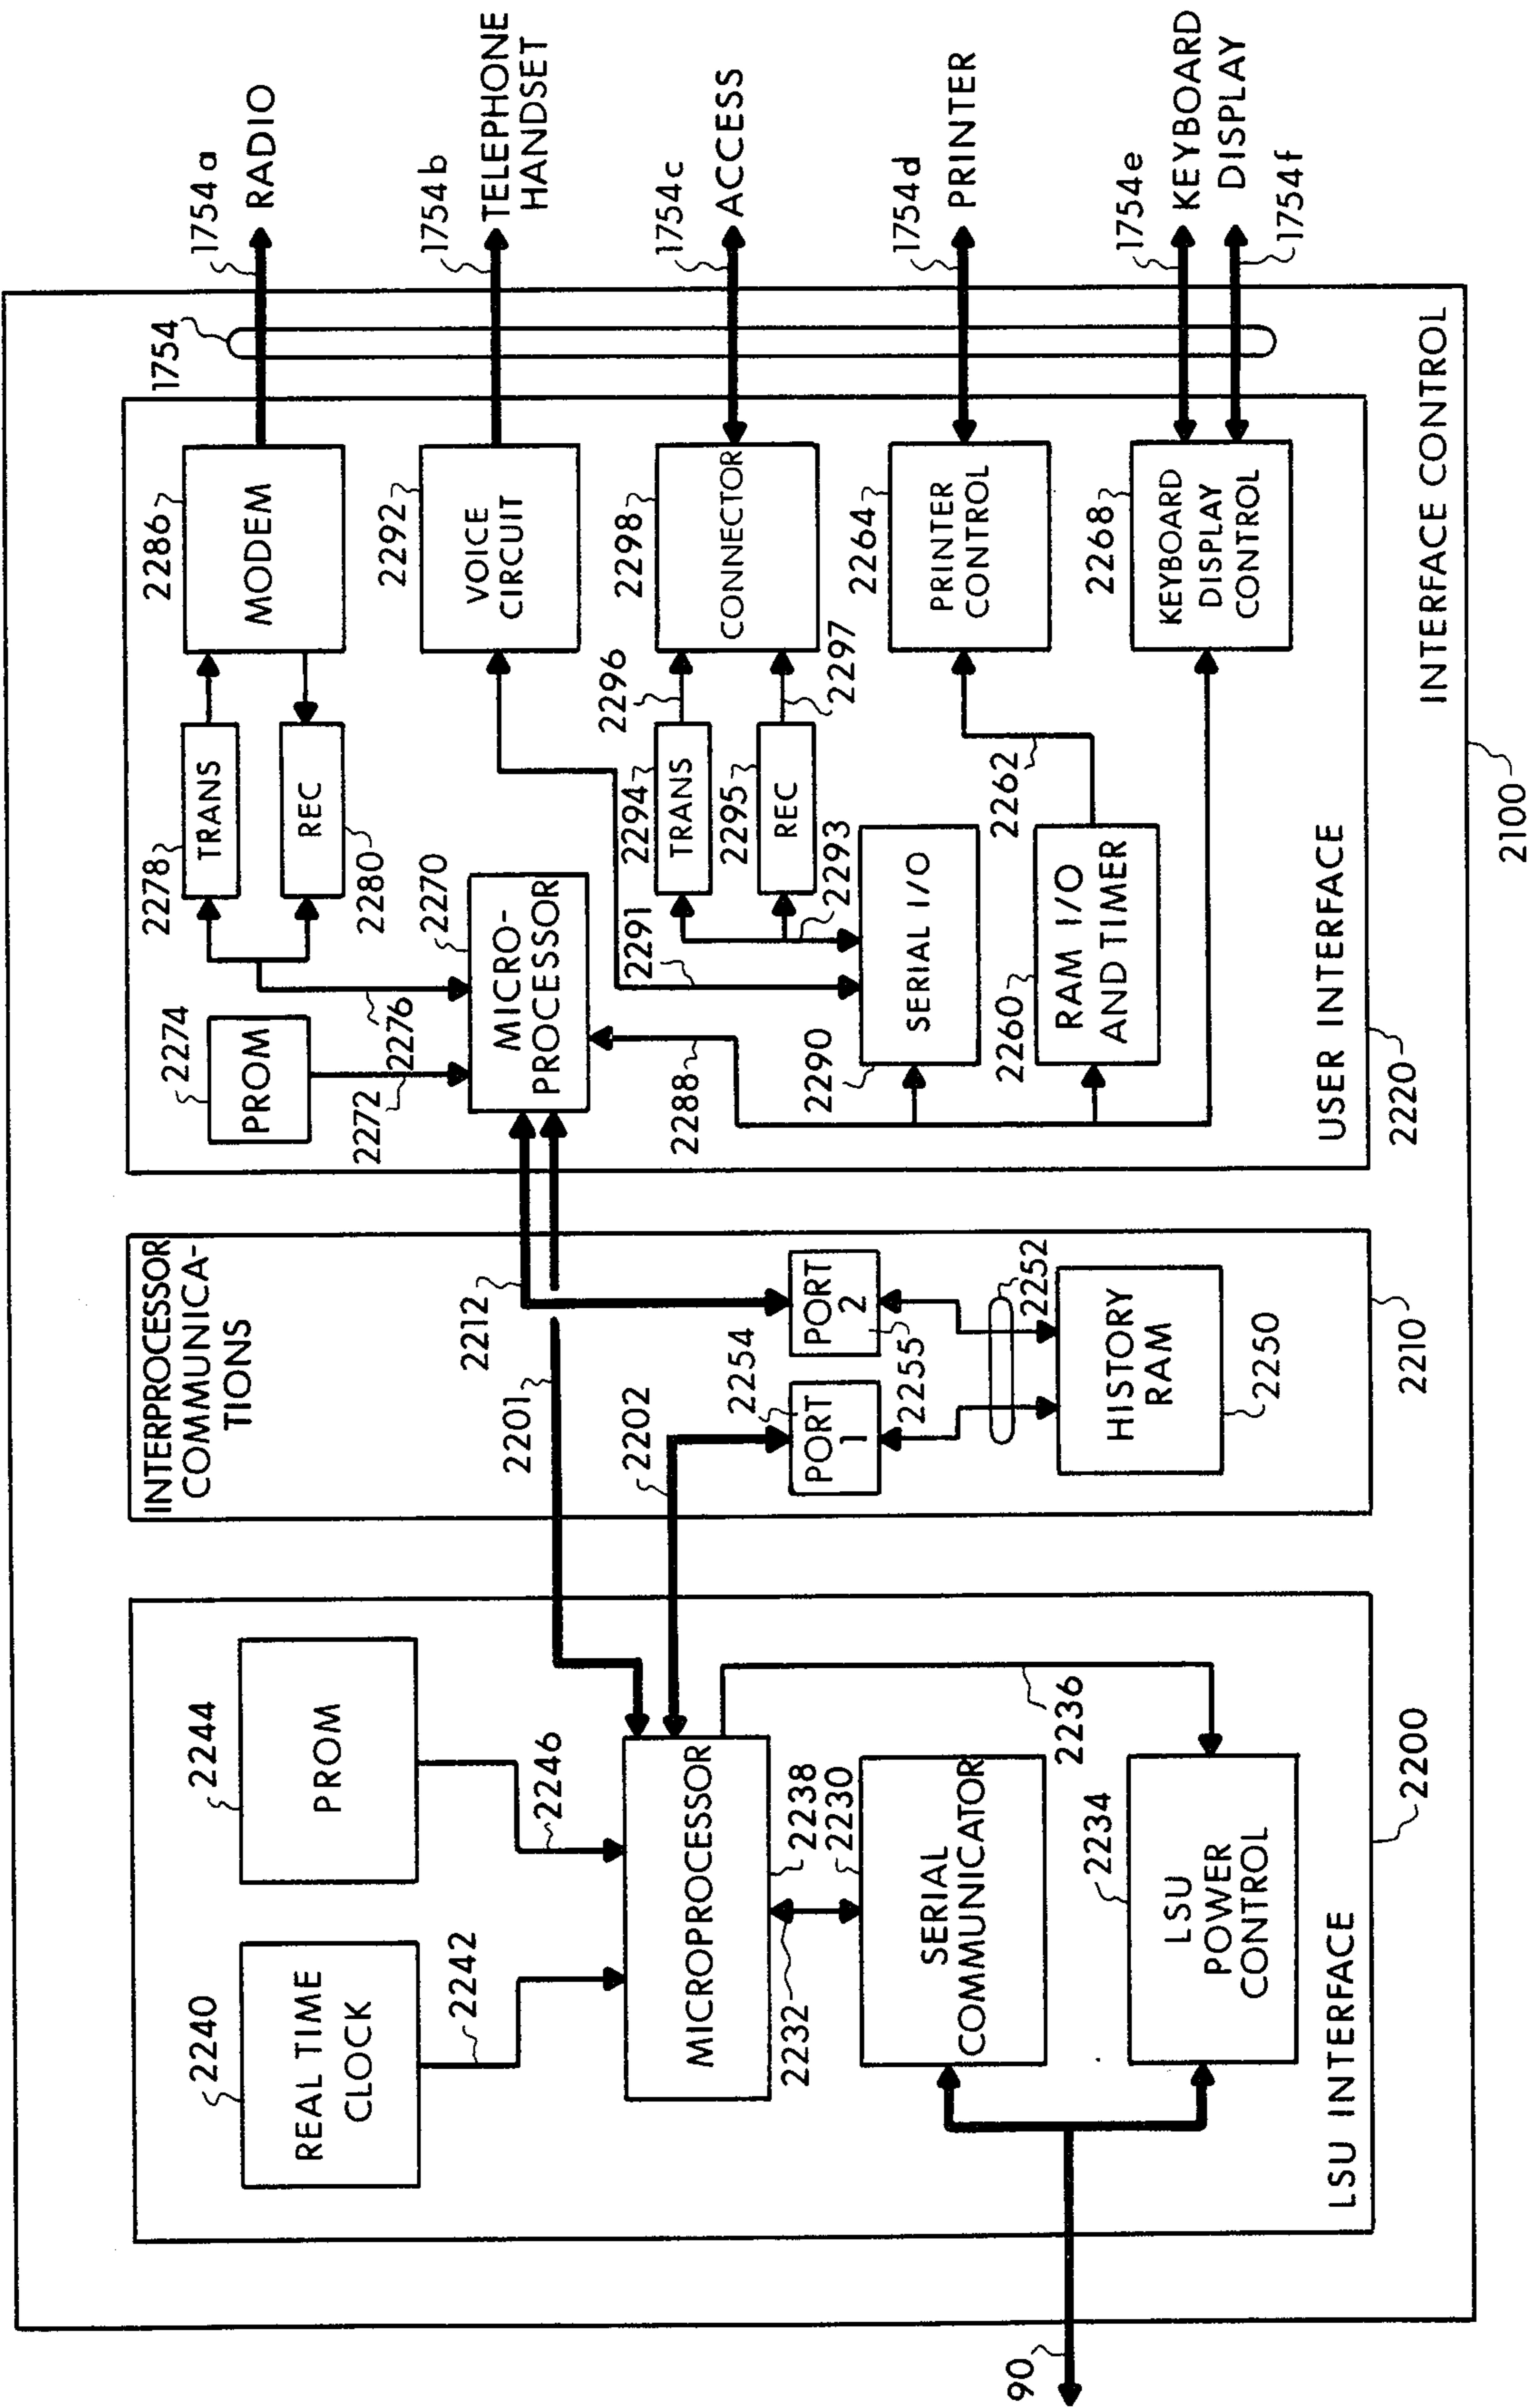 1754a
RADIO
1754b
TELEPHONE
HANDSET
1754c
ACCESS
1754d
PRINTER
1754e
KEYBOARD
DISPLAY
1754f
1754
INTERFACE CONTROL
2100
2286
MODEM
2292
VOICE
CIRCUIT
2298
CONNECTOR
2264
PRINTER
CONTROL
2268
KEYBOARD
DISPLAY
CONTROL
2278
TRANS
REC
2280
2296
2297
2294
TRANS
2295
REC
2293
2291
2262
2274
PROM
2276
2272
2270
MICRO-
PROCESSOR
2288
2290
SERIAL I/O
2260
RAM I/O
AND TIMER
USER INTERFACE
2220
INTERPROCESSOR
COMMUNICA-
TIONS
2212
2201
2202
2254
PORT
1
PORT
2
2255
2252
HISTORY
RAM
2250
2210
2244
PROM
2246
2240
REAL TIME
CLOCK
2242
MICROPROCESSOR
2238
2232
2230
SERIAL
COMMUNICATOR
2236
2234
LSU
POWER
CONTROL
LSU INTERFACE
2200
90